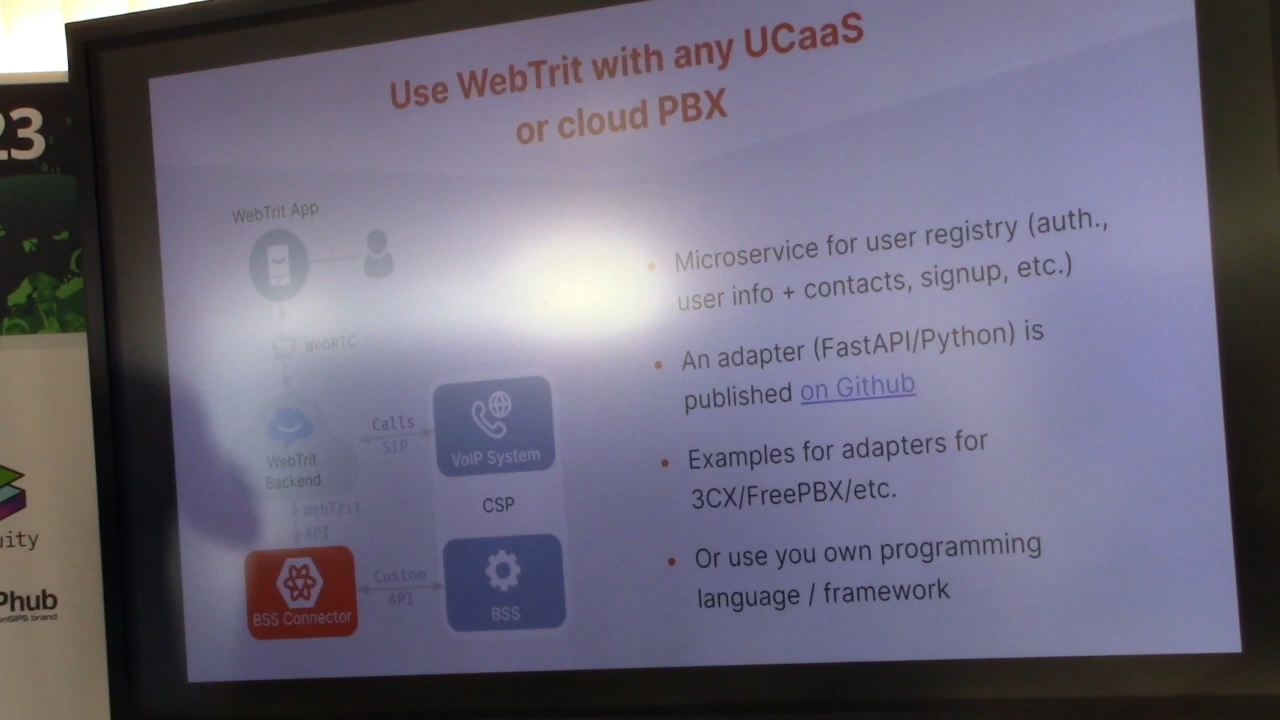 23
uity
Phub
enSIPS brand
Use WebTrit with any UCaaS
or cloud PBX
WebTrit App
WebRTC
WebTrit
Backend
Calls
SIP
VoIP System
CSP
WebTrit
API
BSS Connector
Custom
API
BSS
Microservice for user registry (auth.,
user info + contacts, signup, etc.)
An adapter (FastAPI/Python) is
published on Github
Examples for adapters for
3CX/FreePBX/etc.
Or use you own programming
language / framework